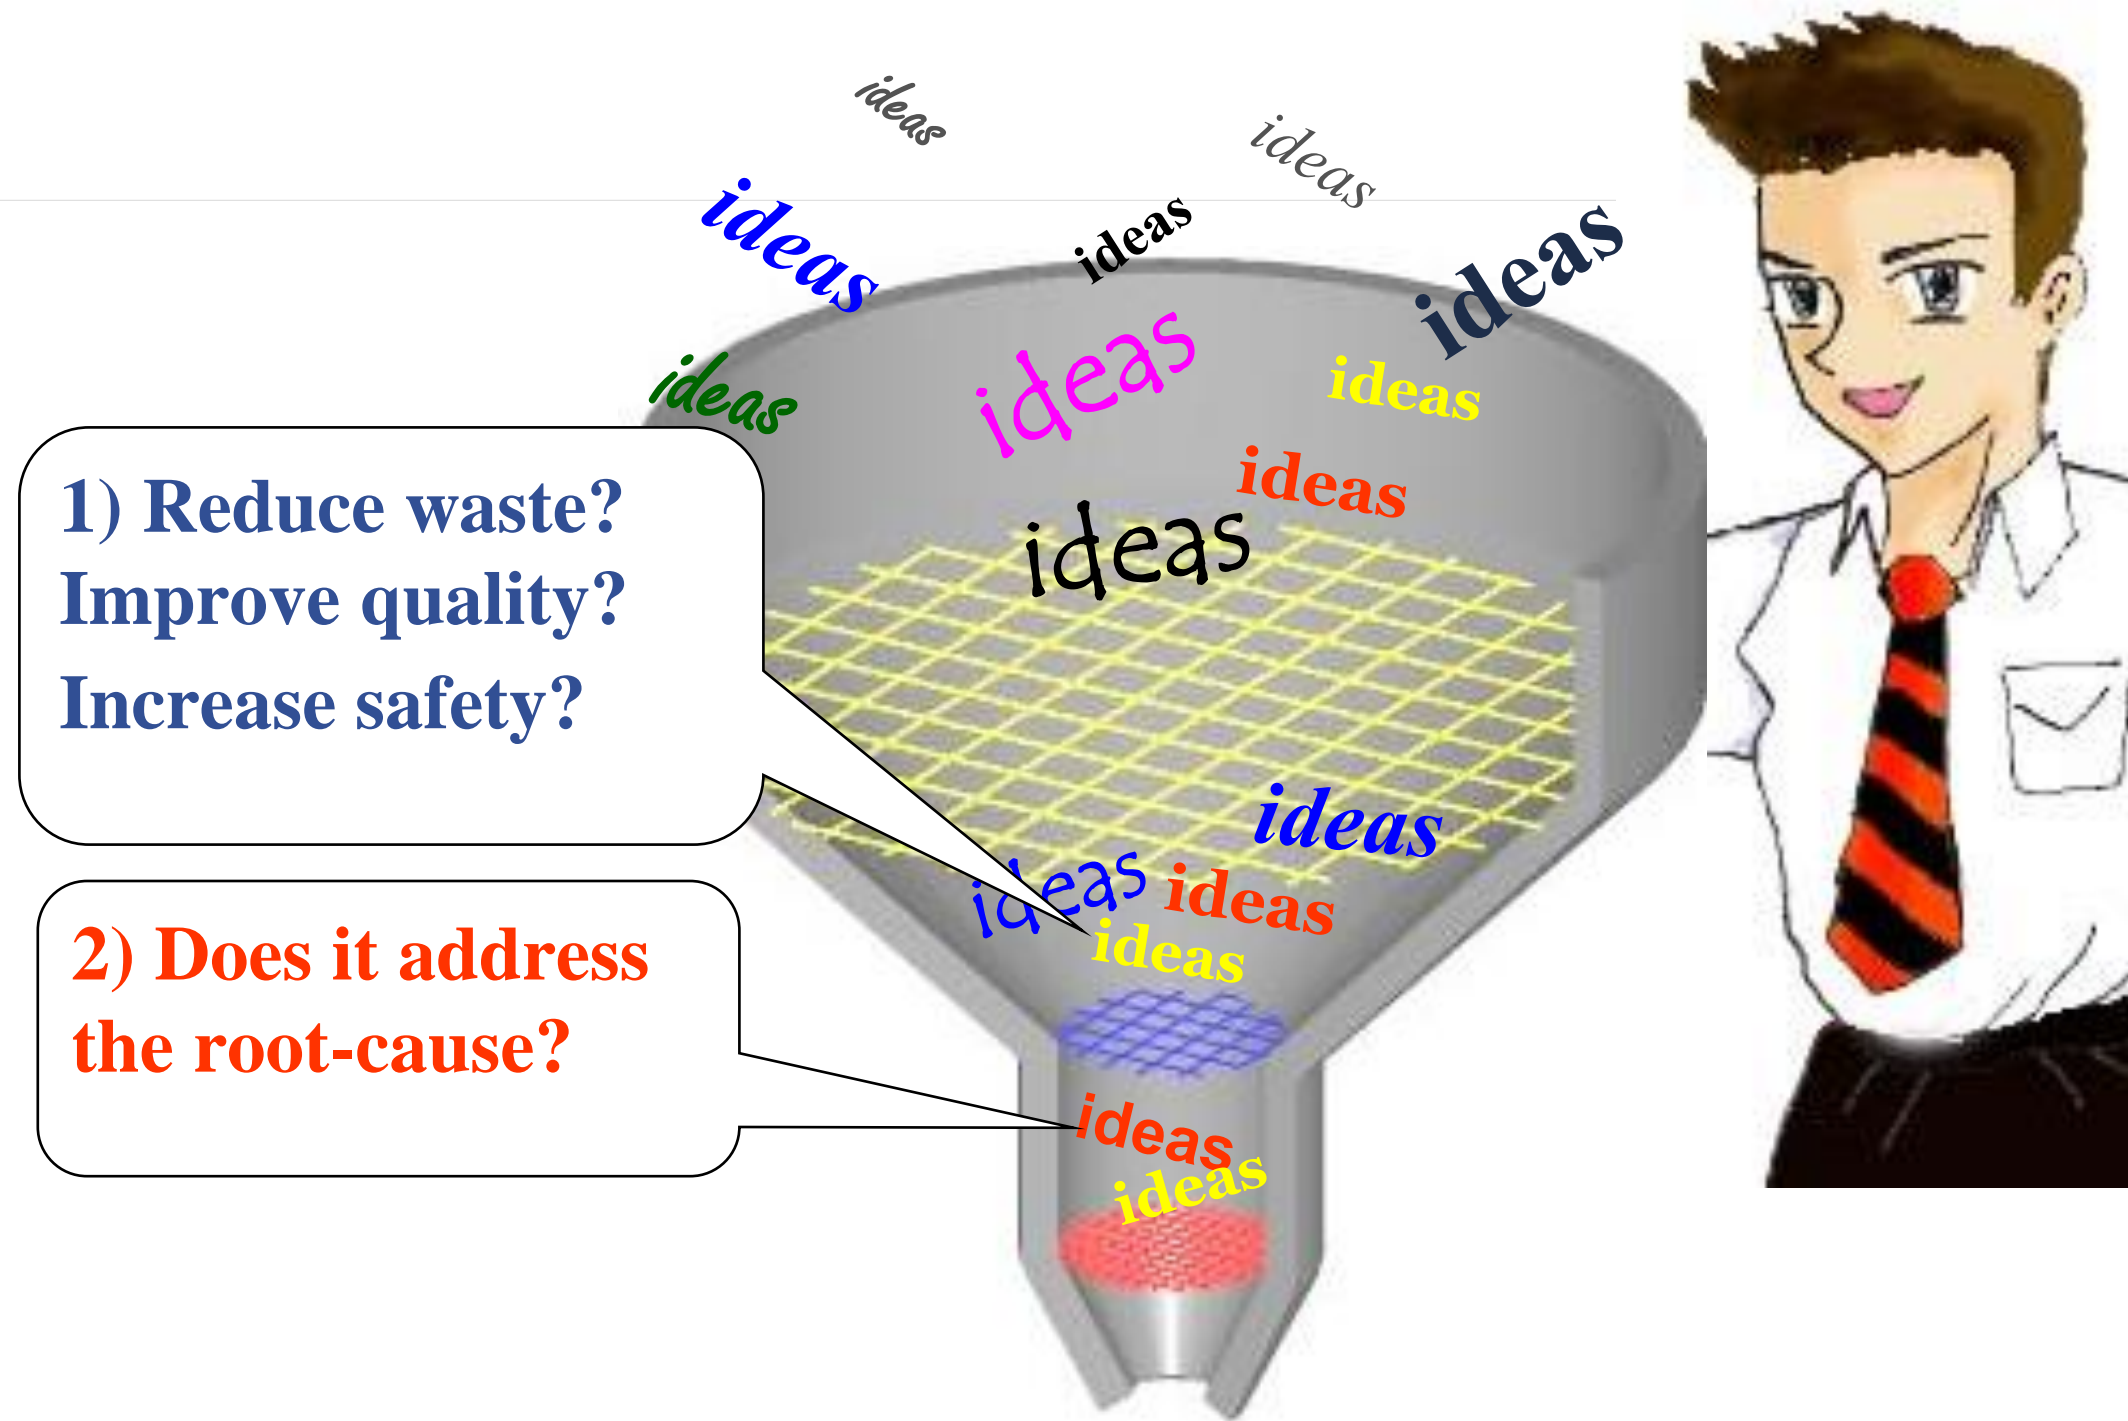 ideas
ideas
ideas
ideas
ideas
ideas
ideas
ideas
ideas
ideas
1) Reduce waste?
Improve quality?
Increase safety?
ideas
ideas
ideas
ideas
2) Does it address
the root-cause?
ideas
ideas